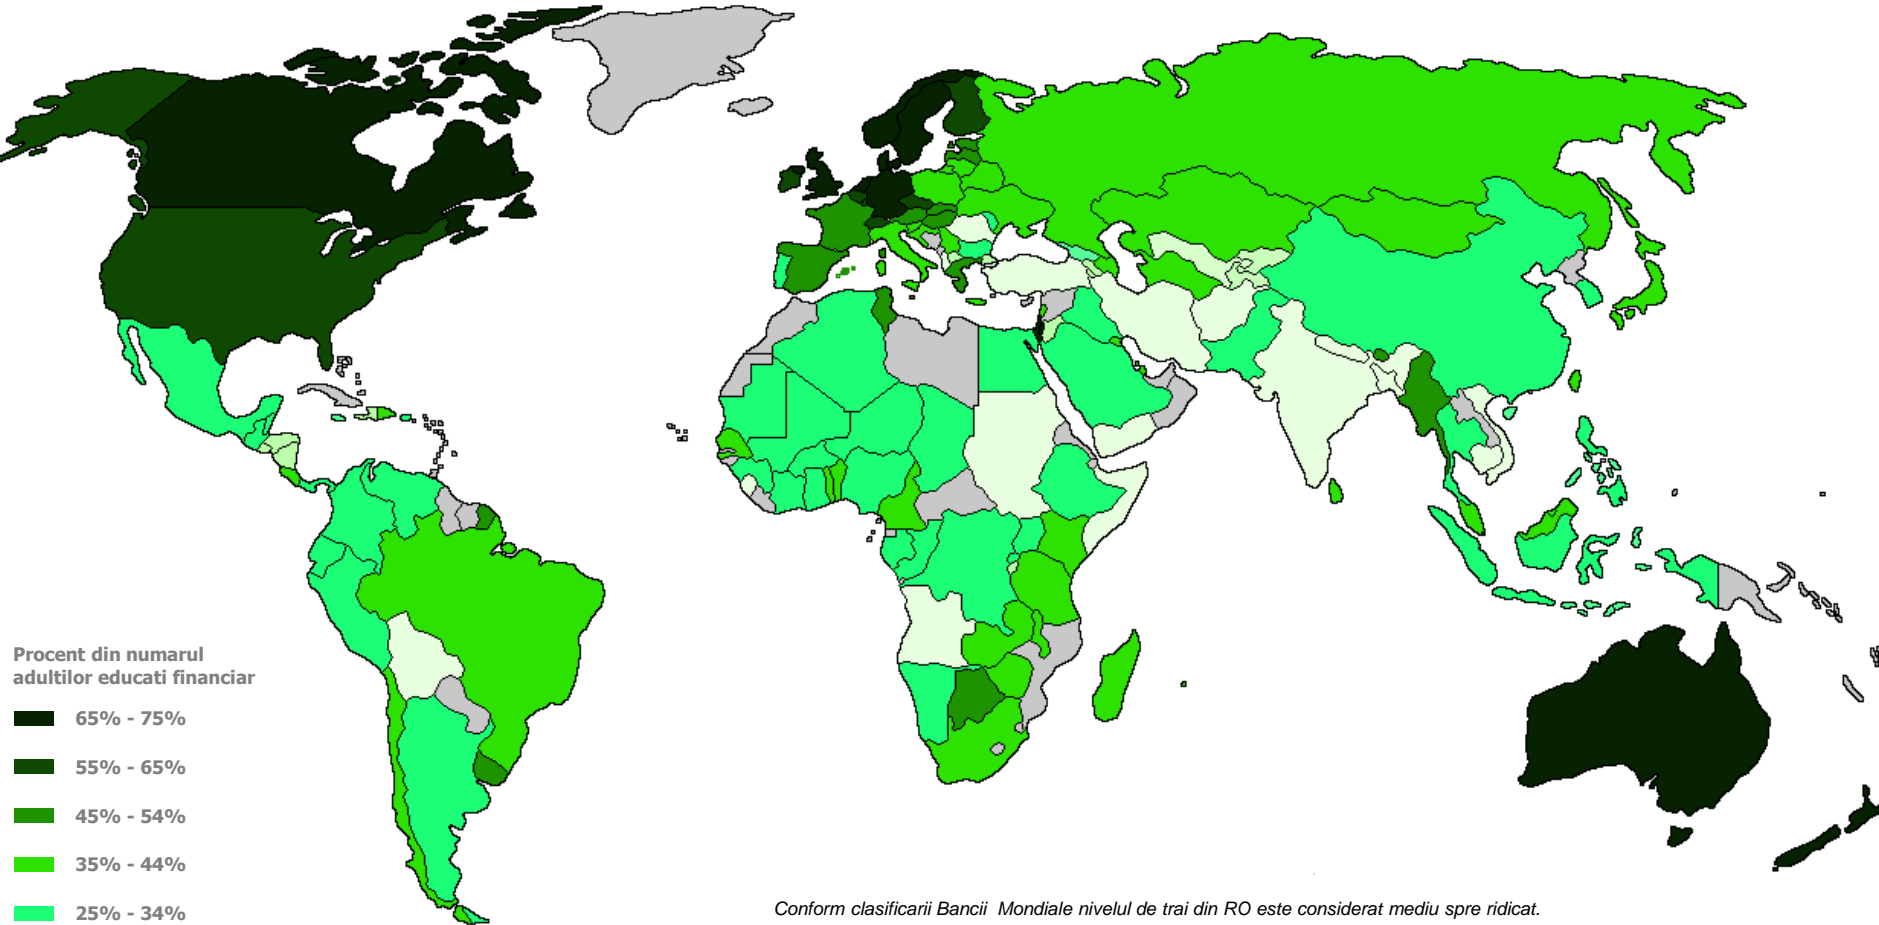 Procent din numarul
adultilor educati financiar
65% - 75%
55% - 65%
45% - 54%
35% - 44%
25% - 34%
Conform clasificarii Bancii Mondiale nivelul de trai din RO este considerat mediu spre ridicat.